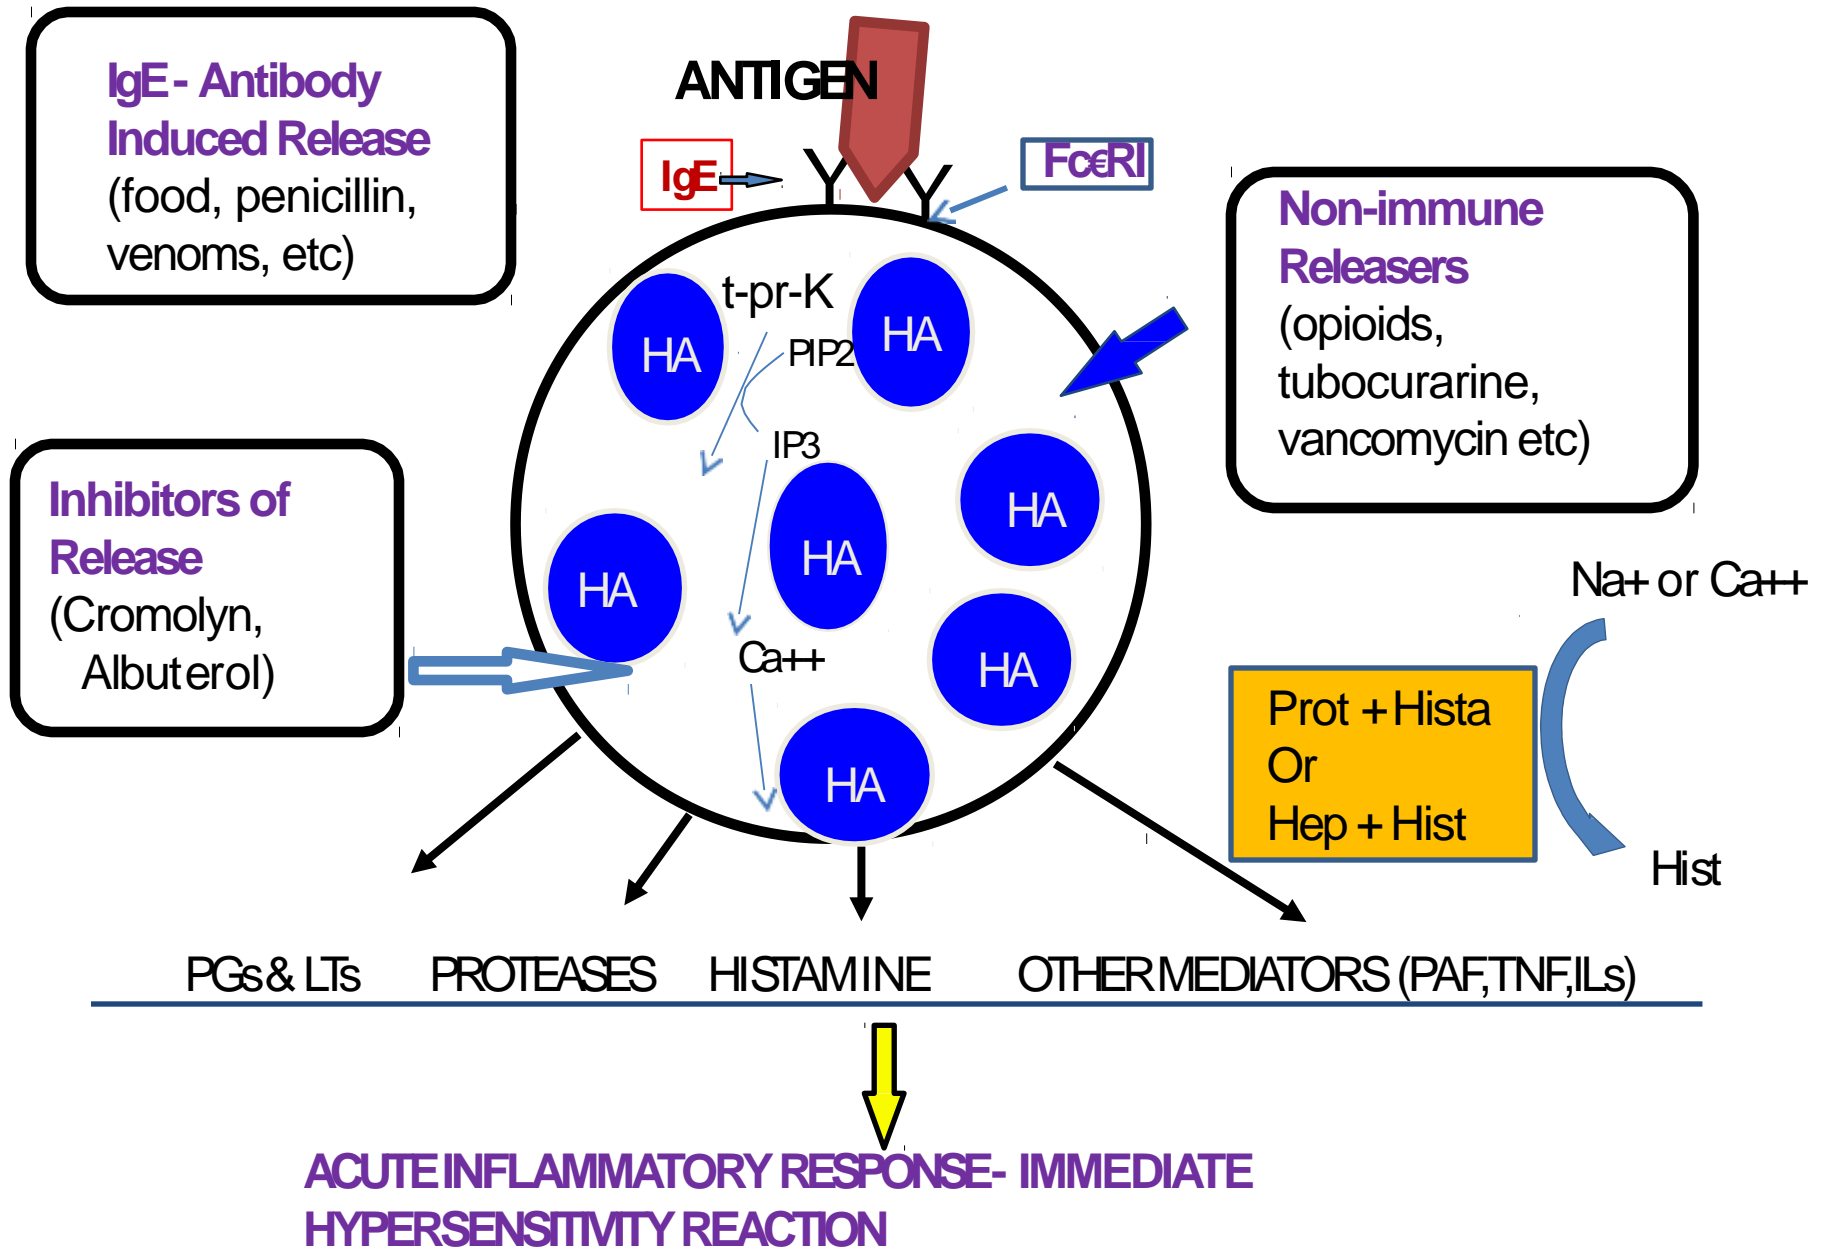 IgE - Antibody
Induced Release
(food, penicillin,
venoms, etc)
ANTIGEN
IgE
Fc€RI
Non-immune
Releasers
(opioids,
tubocurarine,
vancomycin etc)
t-pr-K
HA
HA
PIP2
IP3
HA
HA
HA
HA
Ca++
HA
Inhibitors of
Release
(Cromolyn,
Albuterol)
Na+ or Ca++
Prot + Hista
Or
Hep + Hist
Hist
PGs & LTs PROTEASES HISTAMINE OTHER MEDIATORS (PAF,TNF,ILs)
ACUTE INFLAMMATORY RESPONSE- IMMEDIATE
HYPERSENSITIVITY REACTION